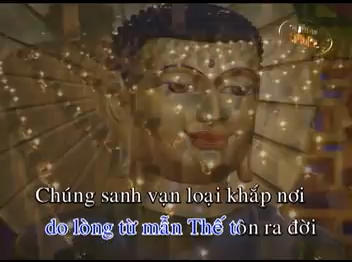 Chúng sanh vạn loại khắp nơi
do lòng từ mẫn Thế tôn ra đời